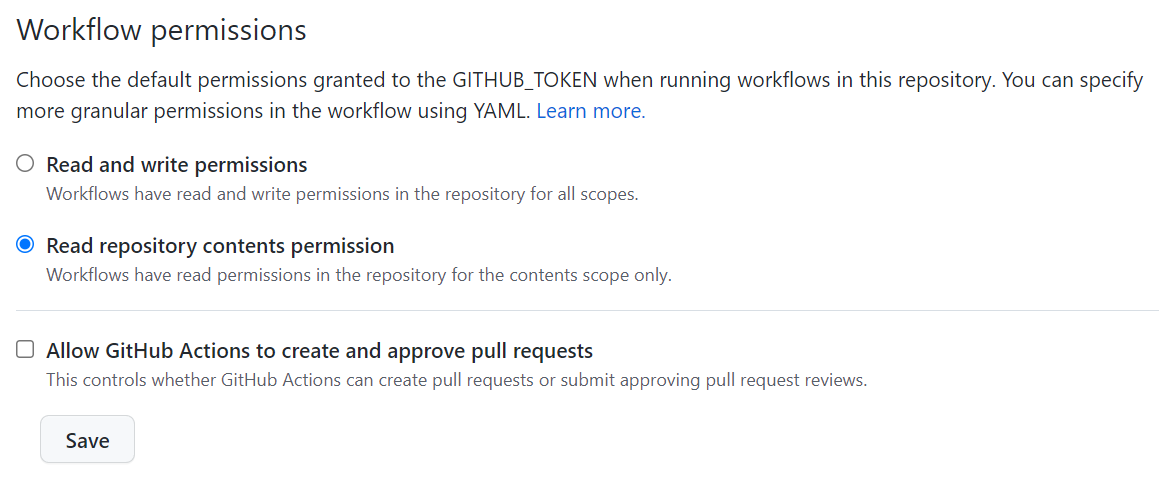 Workflow permissions
Choose the default permissions granted to the GITHUB_TOKEN when running workflows in this repository. You can specify
more granular permissions in the workflow using YAML. Learn more.
Read and write permissions
Workflows have read and write permissions in the repository for all scopes.
Read repository contents permission
Workflows have read permissions in the repository for the contents scope only.
Allow GitHub Actions to create and approve pull requests
This controls whether GitHub Actions can create pull requests or submit approving pull request reviews.
Save